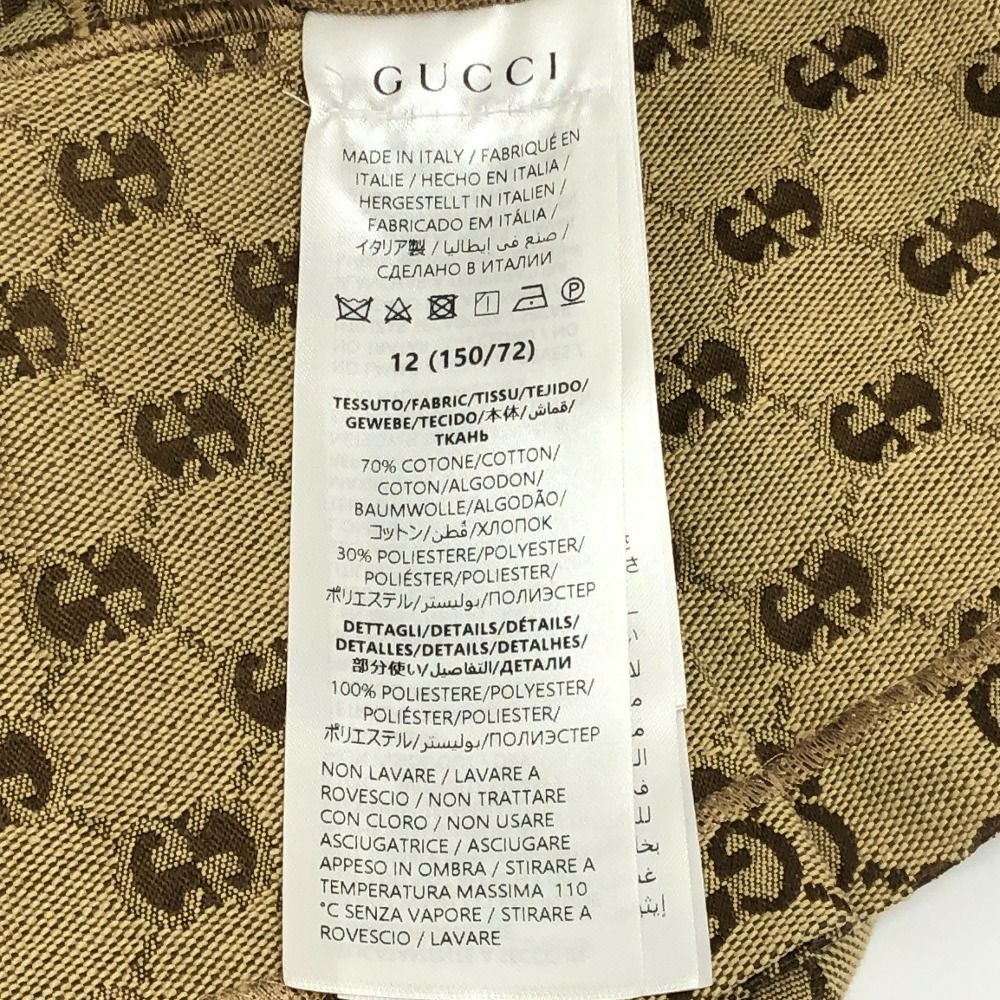 GUCCI
MADE IN ITALY / FABRIQUÉ EN
ITALIE / HECHO EN ITALIA /
HERGESTELLT IN ITALIEN /
FABRICADO EM ITÁLIA /
イタリア製 / صنع في إيطاليا /
СДЕЛАНО В ИТАЛИИ
12 (150/72)
TESSUTO/FABRIC/TISSU/TEJIDO/
GEWEBE/TECIDO/本体/قماش/
ТКАНЬ
70% COTONE/COTTON/
COTON/ALGODON/
BAUMWOLLE/ALGODÃO/
コットン/قُطن/ХЛОПОК
30% POLIESTERE/POLYESTER/
POLIÉSTER/POLIESTER/
ポリエステル/بوليستر/ПОЛИЭСТЕР
DETTAGLI/DETAILS/DÉTAILS/
DETALLES/DETAILS/DETALHES/
部分使い/التفاصيل/ДЕТАЛИ
100% POLIESTERE/POLYESTER/
POLIÉSTER/POLIESTER/
ポリエステル/بوليستر/ПОЛИЭСТЕР
NON LAVARE / LAVARE A
ROVESCIO / NON TRATTARE
CON CLORO / NON USARE
ASCIUGATRICE / ASCIUGARE
APPESO IN OMBRA / STIRARE A
TEMPERATURA MASSIMA 110
°C SENZA VAPORE / STIRARE A
ROVESCIO / LAVARE